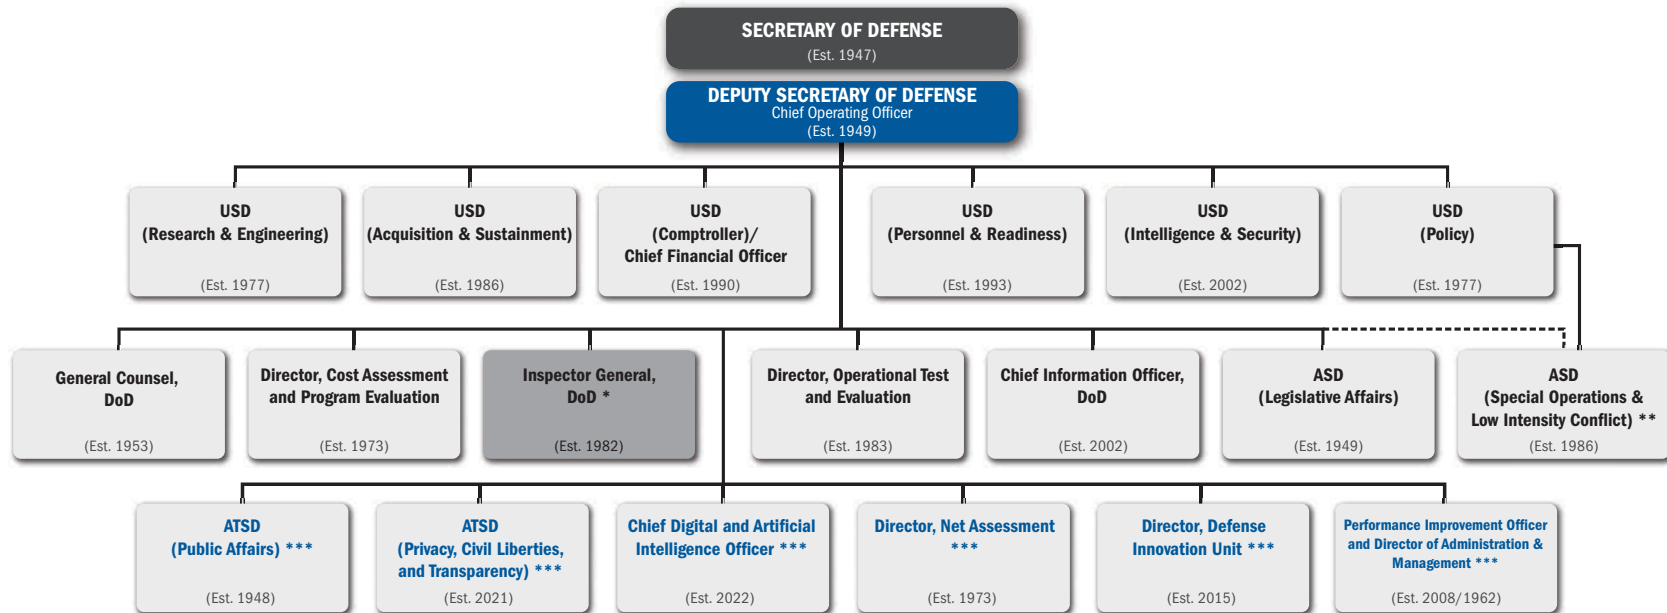 SECRETARY OF DEFENSE
(Est. 1947)
DEPUTY SECRETARY OF DEFENSE
Chief Operating Officer
(Est. 1949)
USD
(Research & Engineering)
(Est. 1977)
USD
(Acquisition & Sustainment)
(Est. 1986)
USD
(Comptroller)/
Chief Financial Officer
(Est. 1990)
USD
(Personnel & Readiness)
(Est. 1993)
USD
(Intelligence & Security)
(Est. 2002)
USD
(Policy)
(Est. 1977)
General Counsel,
DoD
(Est. 1953)
Director, Cost Assessment
and Program Evaluation
(Est. 1973)
Inspector General,
DoD *
(Est. 1982)
Director, Operational Test
and Evaluation
(Est. 1983)
Chief Information Officer,
DoD
(Est. 2002)
ASD
(Legislative Affairs)
(Est. 1949)
ASD
(Special Operations &
Low Intensity Conflict) **
(Est. 1986)
ATSD
(Public Affairs) ***
(Est. 1948)
ATSD
(Privacy, Civil Liberties,
and Transparency) ***
(Est. 2021)
Chief Digital and Artificial
Intelligence Officer ***
(Est. 2022)
Director, Net Assessment
***
(Est. 1973)
Director, Defense
Innovation Unit ***
(Est. 2015)
Performance Improvement Officer
and Director of Administration &
Management ***
(Est. 2008/1962)